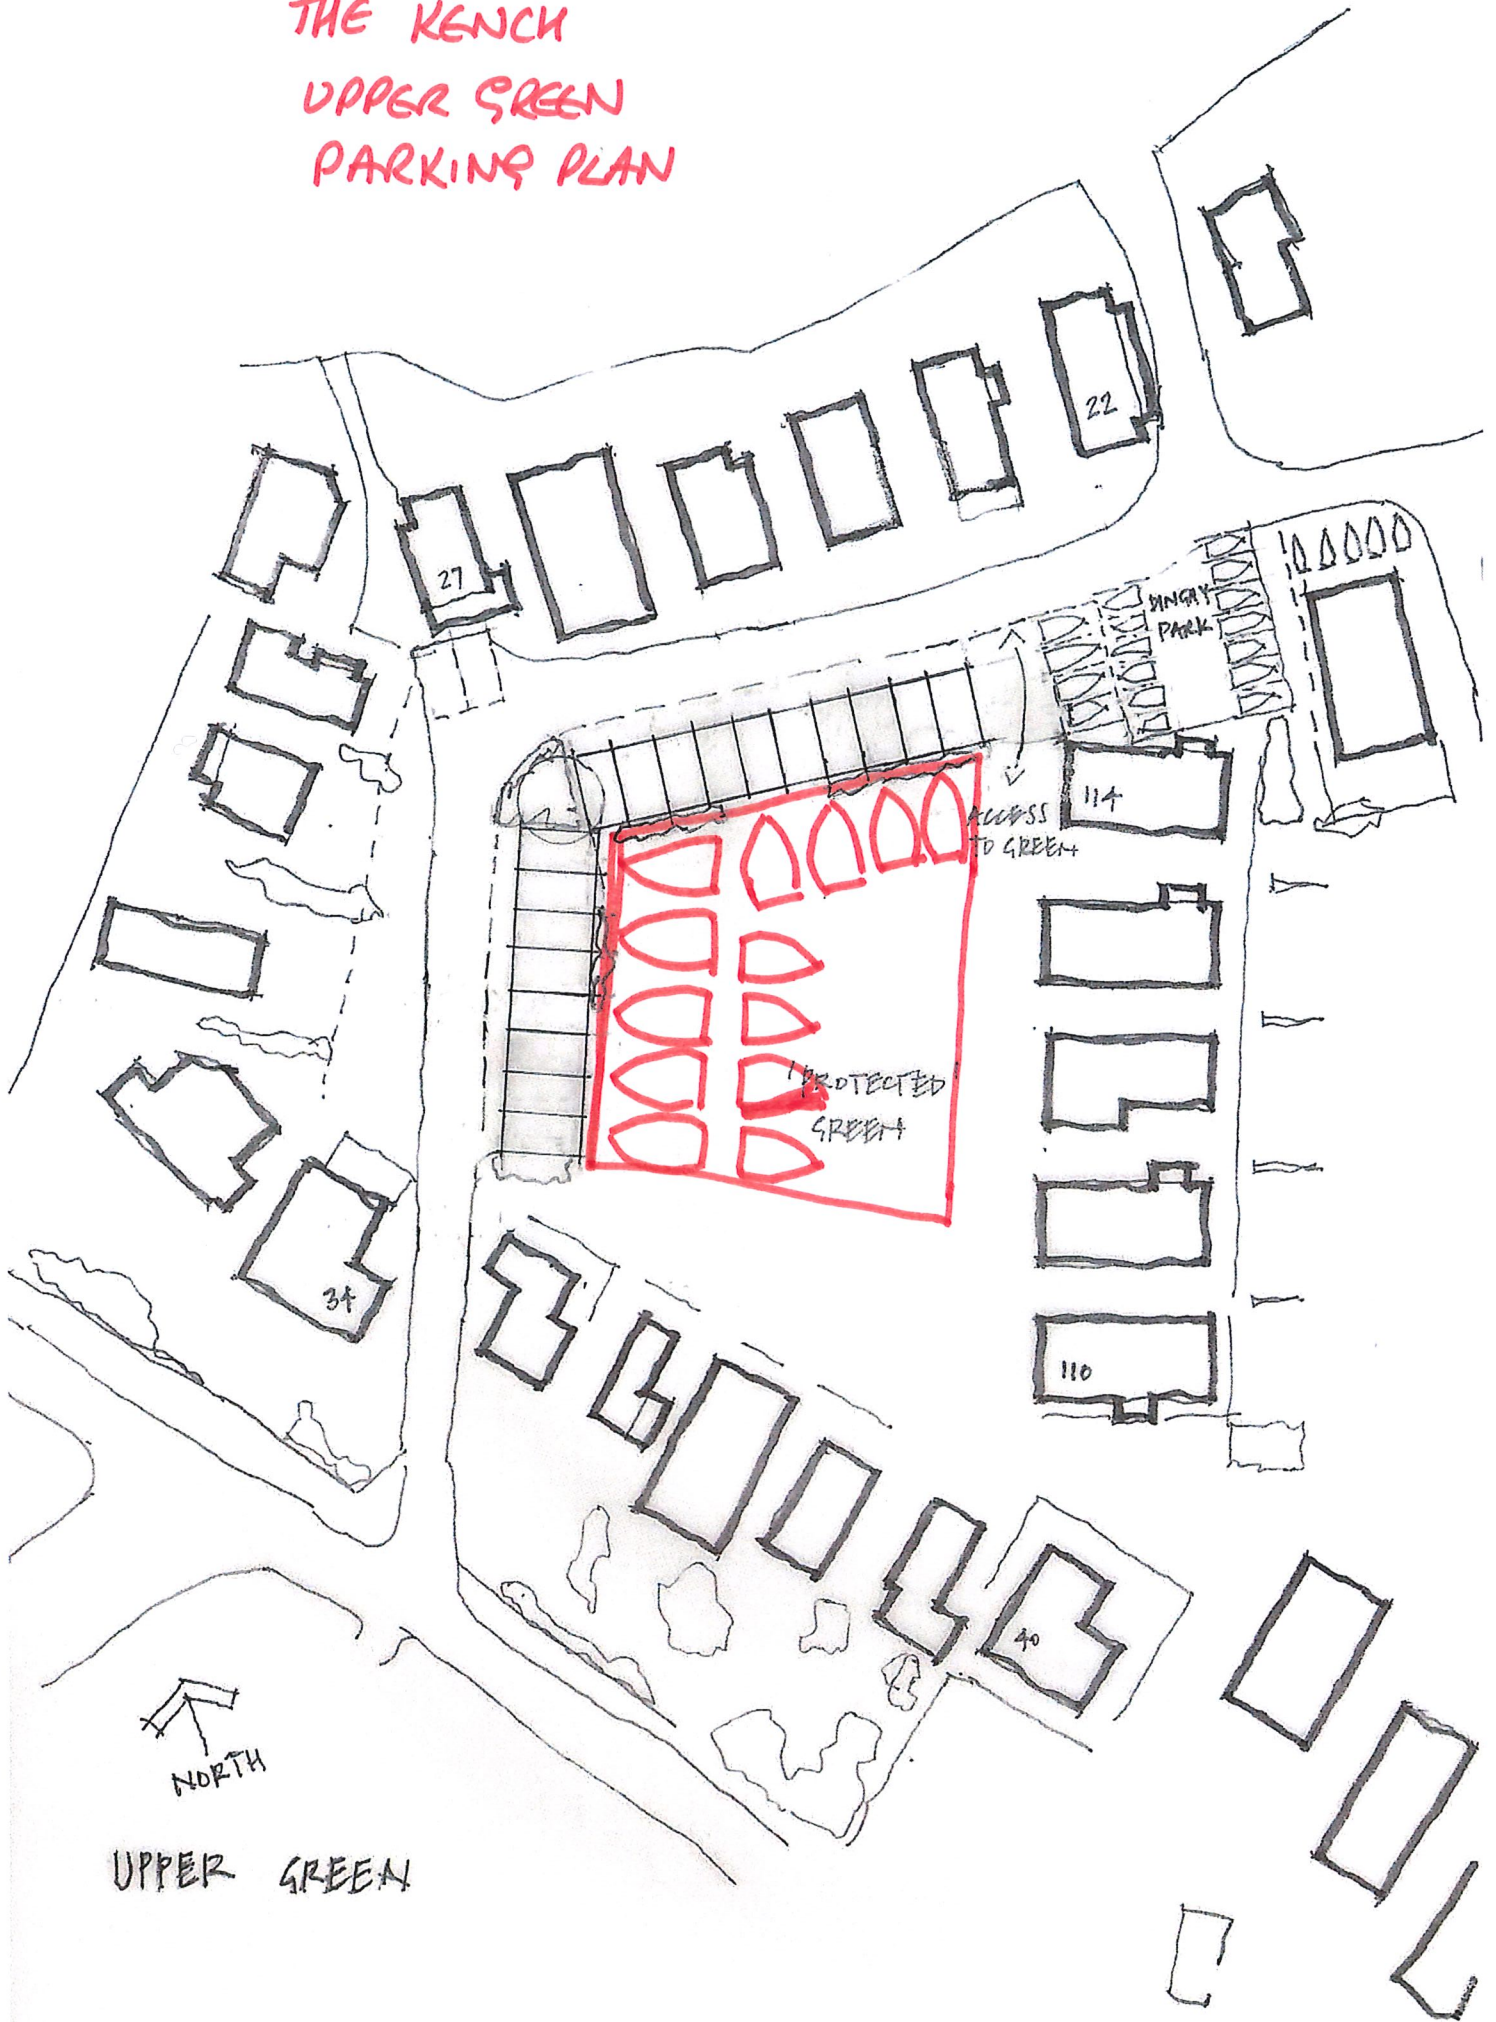 THE KENCH
UPPER GREEN
PARKING PLAN
22
27
DINGHY
PARK
114
ACCESS
TO GREEN
PROTECTED
GREEN
34
110
40
NORTH
UPPER GREEN